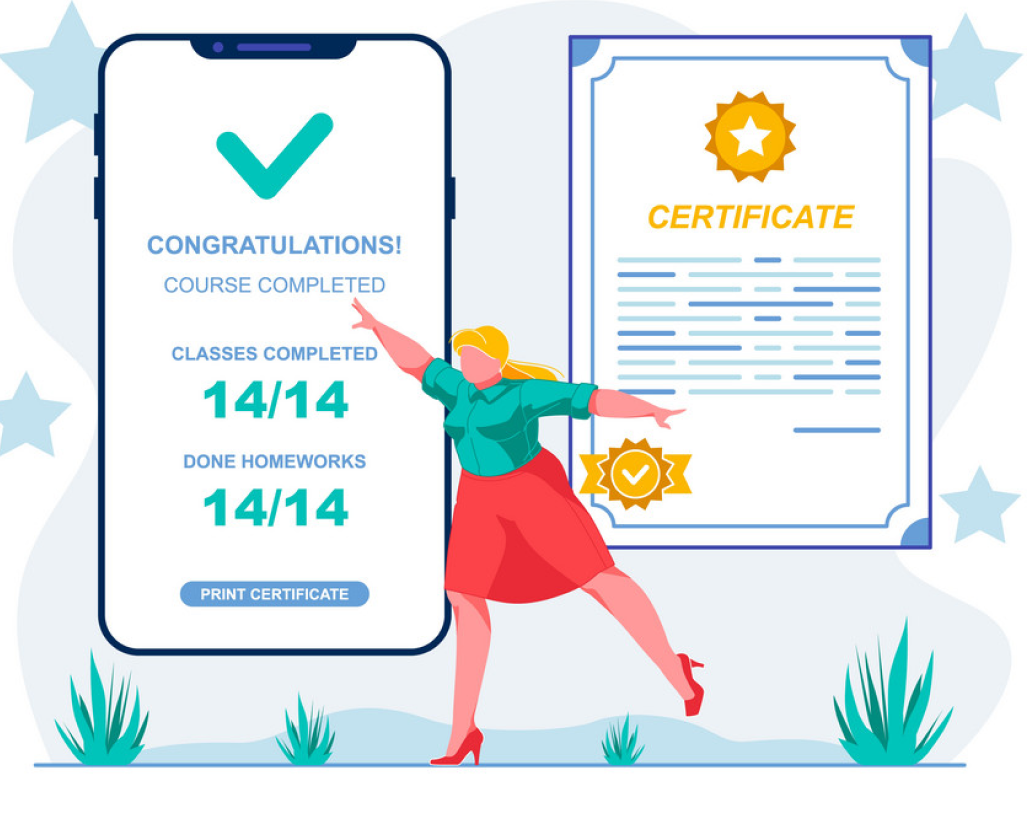 CONGRATULATIONS!
COURSE COMPLETED
CLASSES COMPLETED
14/14
DONE HOMEWORKS
14/14
PRINT CERTIFICATE
CERTIFICATE